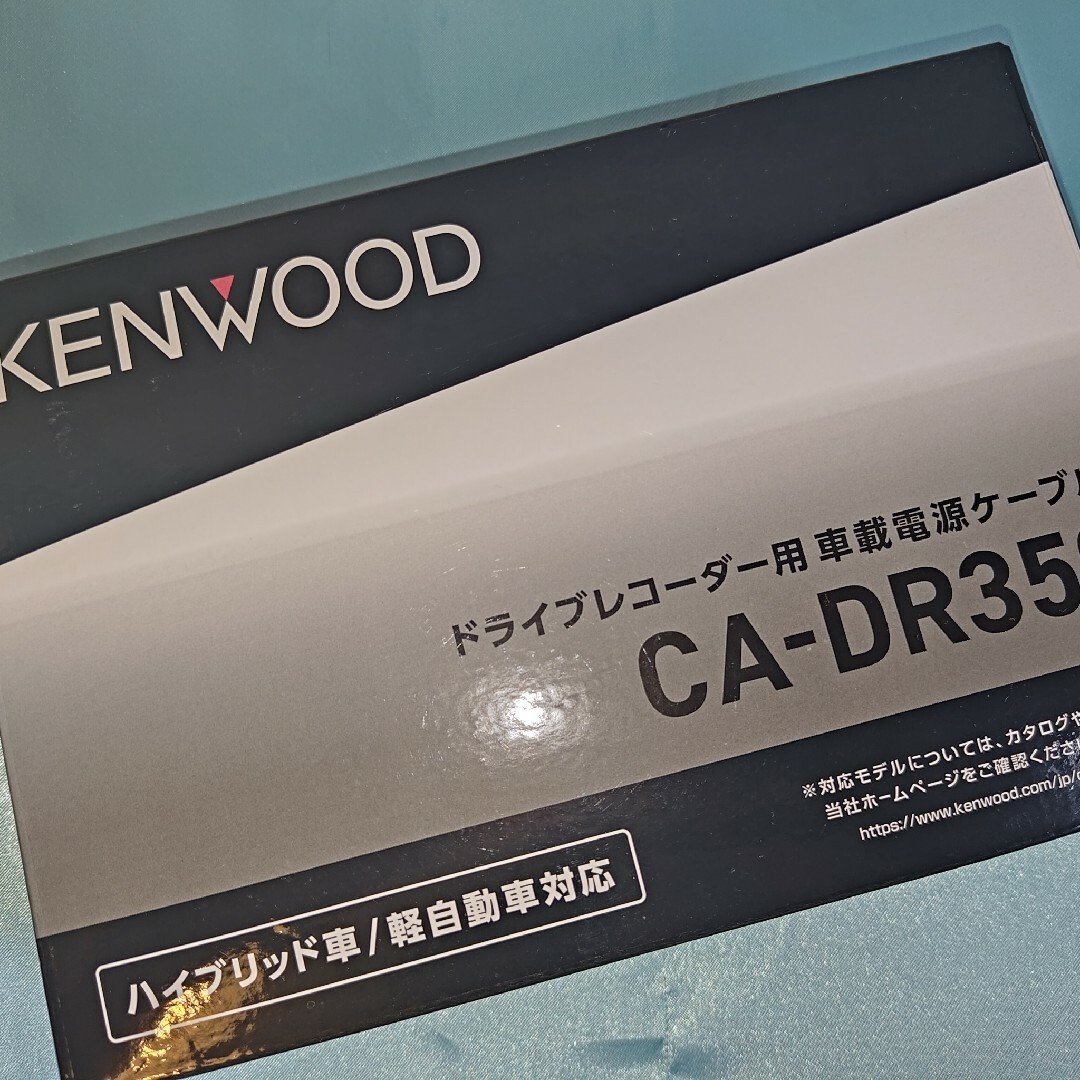 KENWOOD
ドライブレコーダー用 車載電源ケーブル
CA-DR35
※対応モデルについては、カタログや
当社ホームページをご確認くださ
https://www.kenwood.com/jp/
ハイブリッド車/軽自動車対応